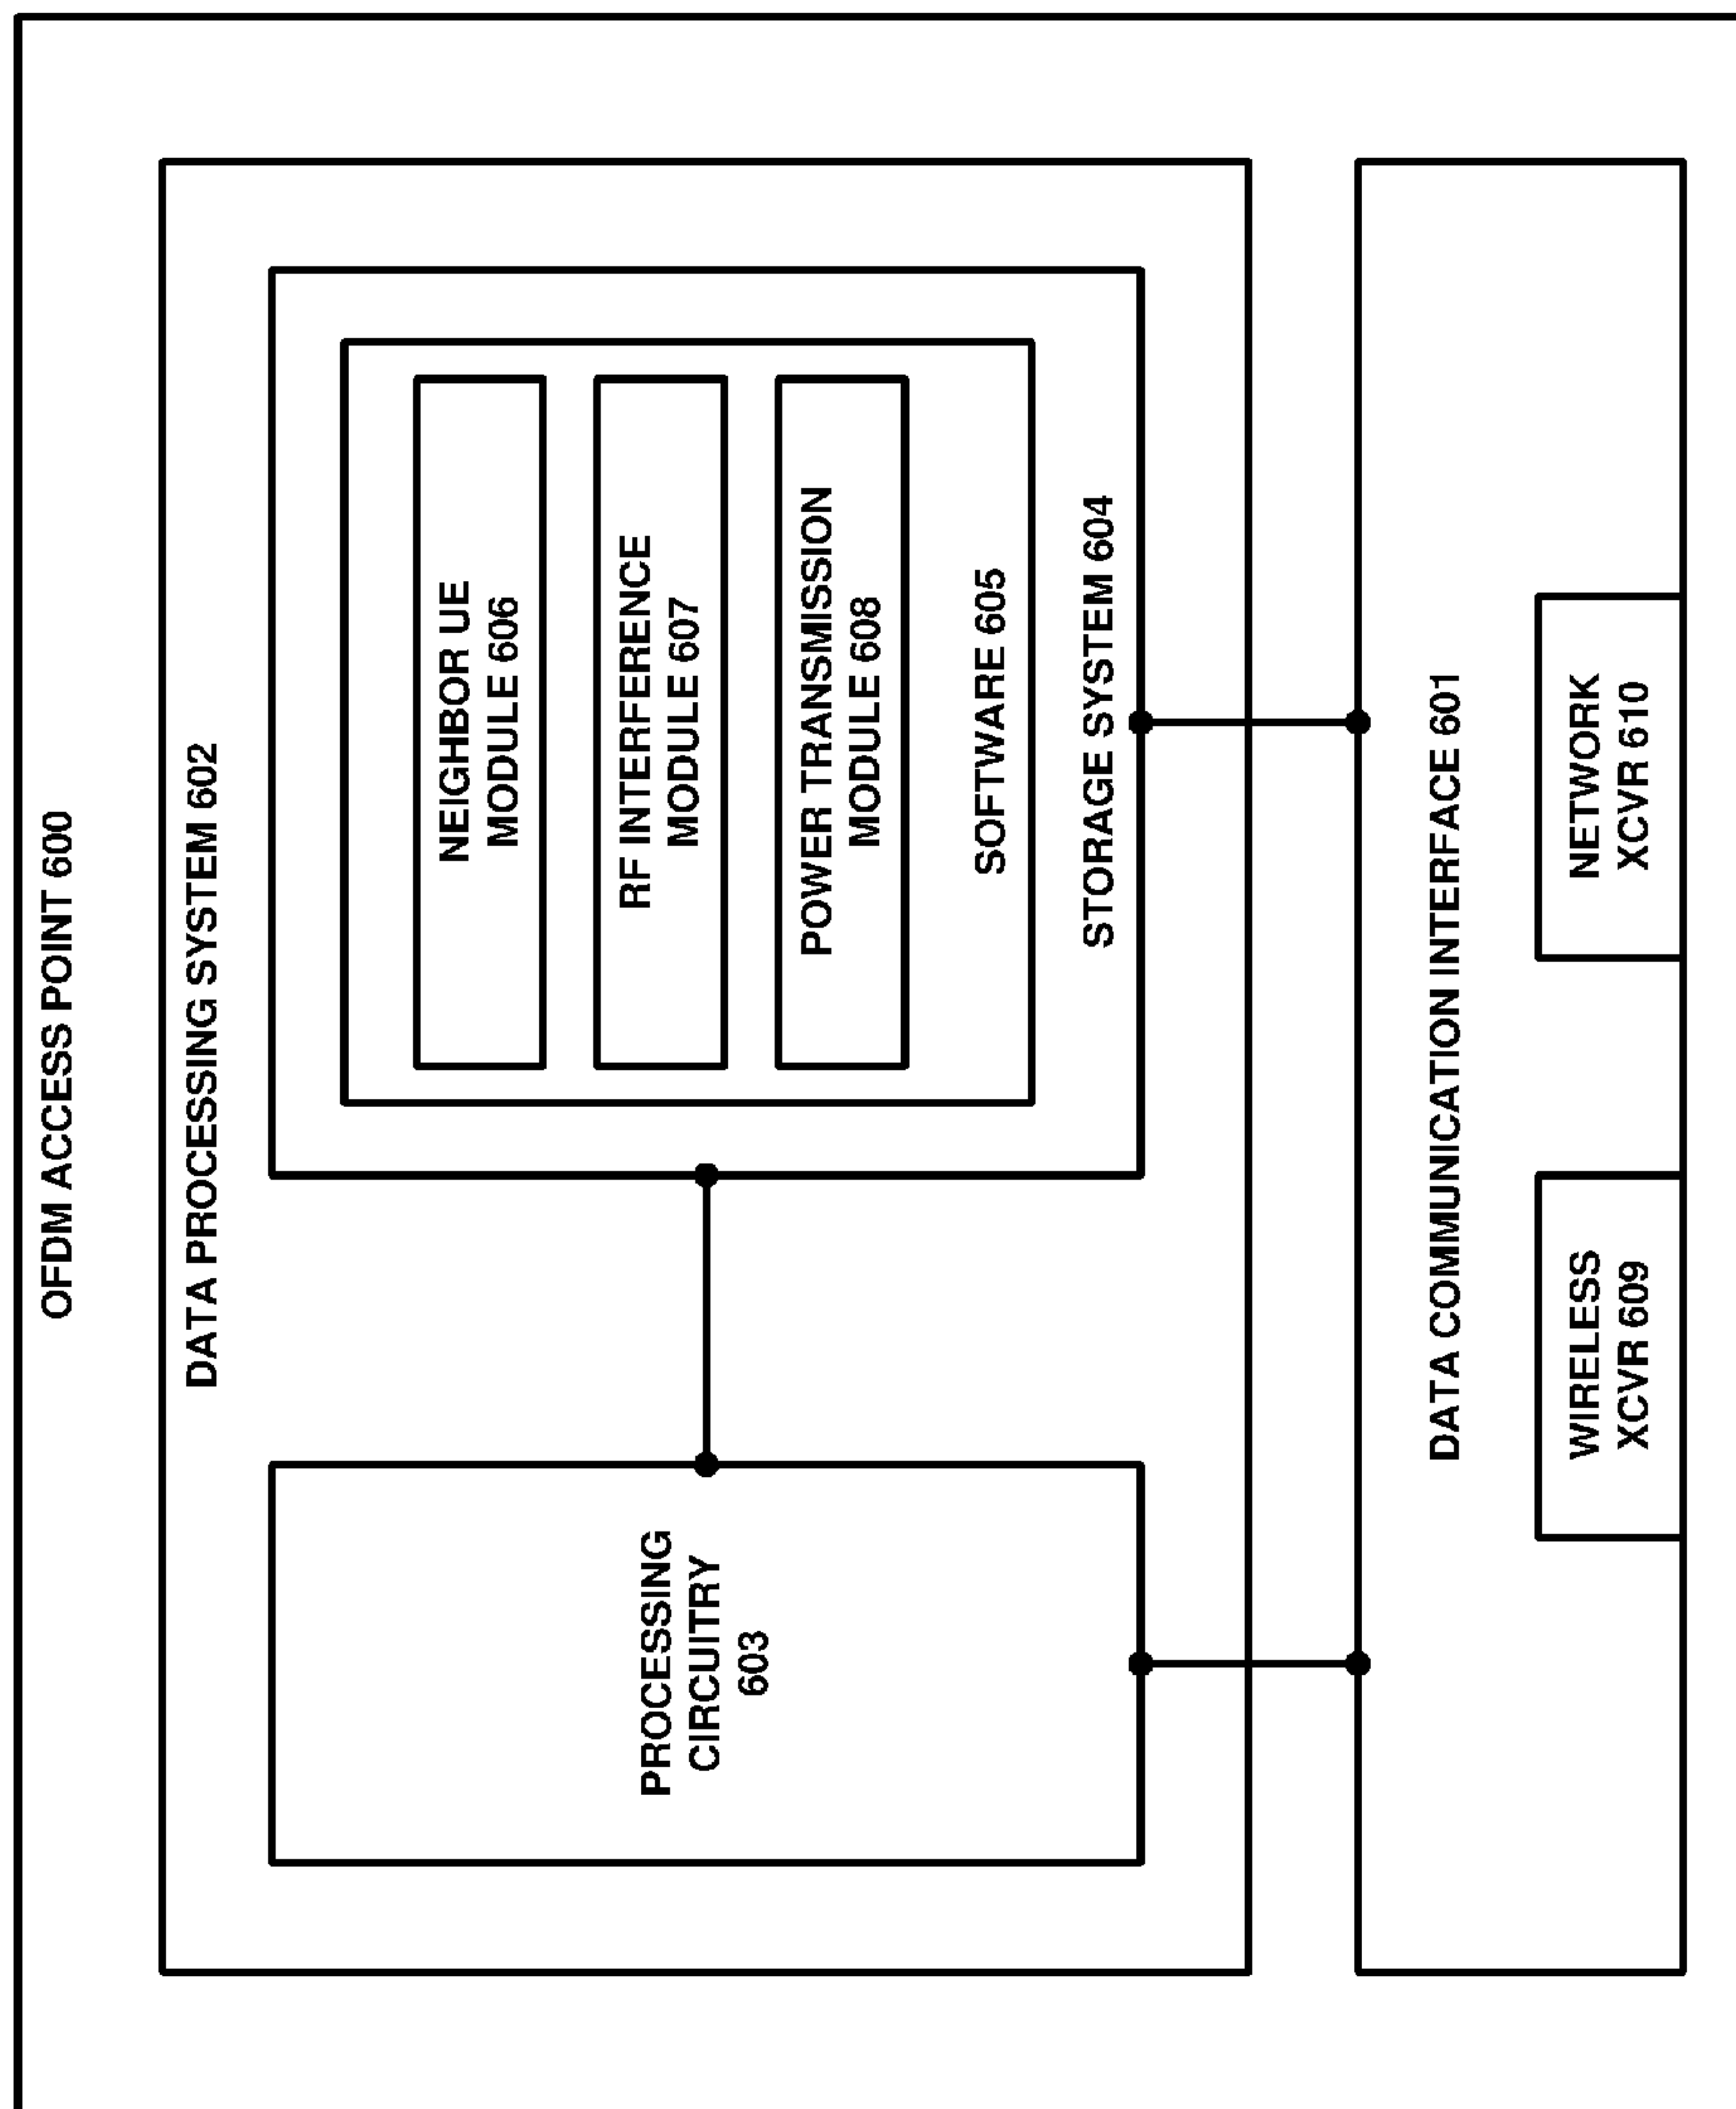 OFDM ACCESS POINT 600
DATA PROCESSING SYSTEM 602
PROCESSING
CIRCUITRY
603
NEIGHBOR UE
MODULE 606
RF INTERFERENCE
MODULE 607
POWER TRANSMISSION
MODULE 608
SOFTWARE 605
STORAGE SYSTEM 604
DATA COMMUNICATION INTERFACE 601
WIRELESS
XCVR 609
NETWORK
XCVR 610